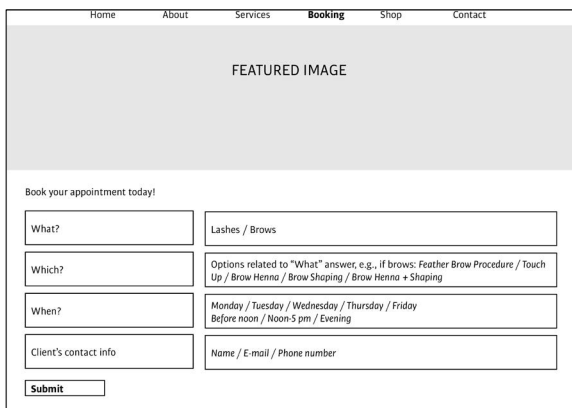 Home About Services Booking Shop Contact
FEATURED IMAGE
Book your appointment today!
What?
Lashes / Brows
Which?
Options related to “What” answer, e.g., if brows: Feather Brow Procedure / Touch
Up / Brow Henna / Brow Shaping / Brow Henna + Shaping
When?
Monday / Tuesday / Wednesday / Thursday / Friday
Before noon / Noon-5 pm / Evening
Client's contact info
Name / E-mail / Phone number
Submit